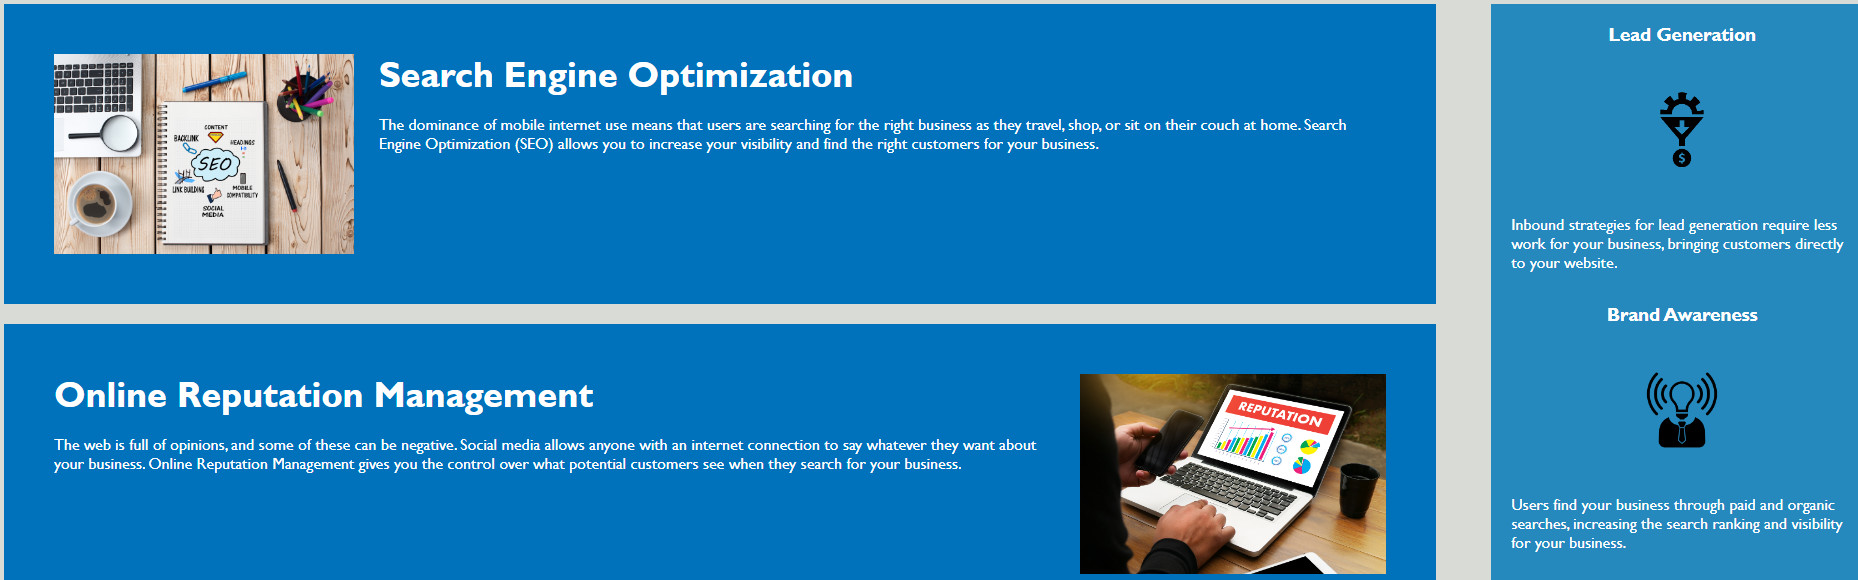 Search Engine Optimization
The dominance of mobile internet use means that users are searching for the right business as they travel, shop, or sit on their couch at home. Search
Engine Optimization (SEO) allows you to increase your visibility and find the right customers for your business.
CONTENT
BACKLINK
HEADINGS
SEO
LINK BUILDING
MOBILE
COMPATIBILITY
SOCIAL
MEDIA
Online Reputation Management
The web is full of opinions, and some of these can be negative. Social media allows anyone with an internet connection to say whatever they want about
your business. Online Reputation Management gives you the control over what potential customers see when they search for your business.
REPUTATION
Lead Generation
$
Inbound strategies for lead generation require less
work for your business, bringing customers directly
to your website.
Brand Awareness
Users find your business through paid and organic
searches, increasing the search ranking and visibility
for your business.